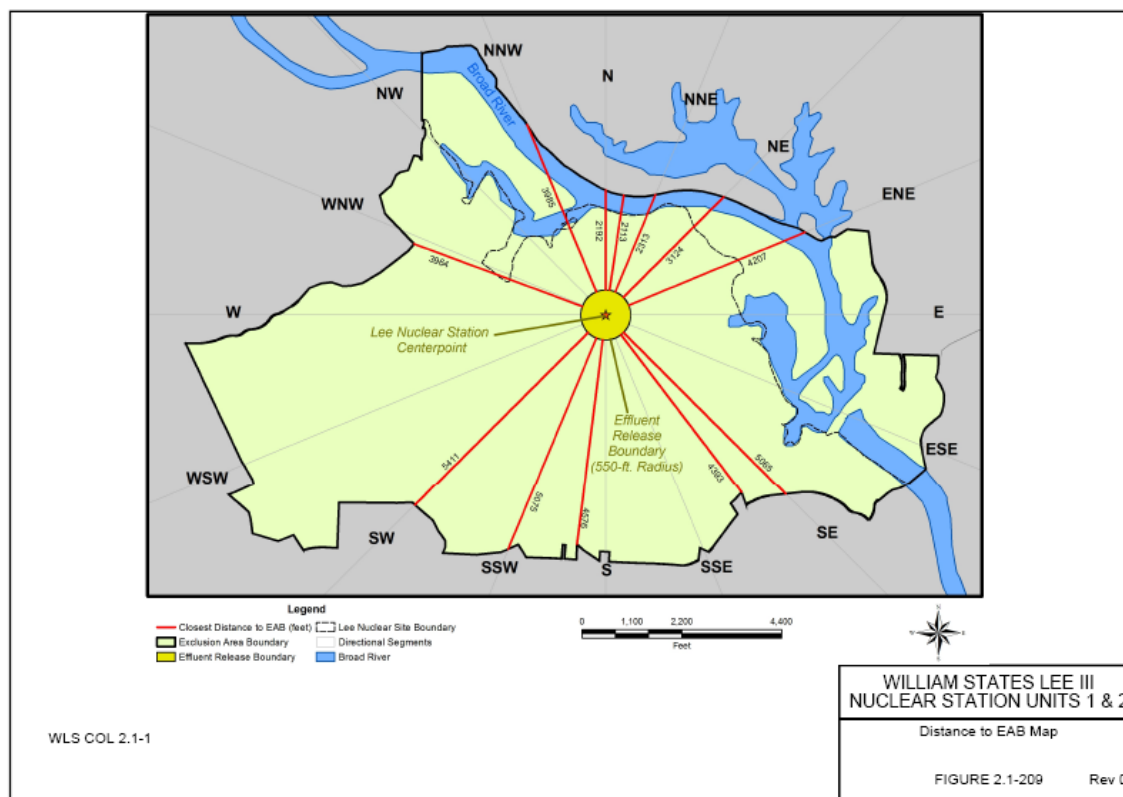 NNW
N
NNE
NW
NE
ENE
WNW
W
E
WSW
ESE
SW
SE
SSW
S
SSE
Broad River
3985
2192
2113
2313
3124
4207
3964
5411
5075
4576
4393
5065
Lee Nuclear Station
Centerpoint
Effluent
Release
Boundary
(550-ft. Radius)
Legend
Closest Distance to EAB (feet)
Exclusion Area Boundary
Effluent Release Boundary
Lee Nuclear Site Boundary
Directional Segments
Broad River
0 1,100 2,200 4,400
Feet
N
E
S
W
WLS COL 2.1-1
WILLIAM STATES LEE III
NUCLEAR STATION UNITS 1 & 2
Distance to EAB Map
FIGURE 2.1-209 Rev 0